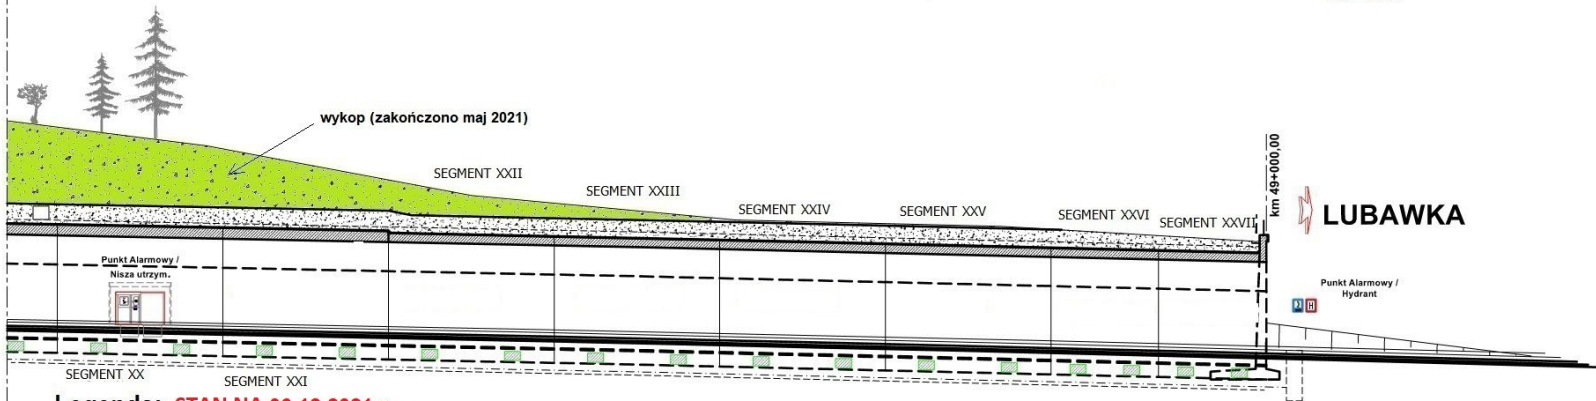 wykop (zakończono maj 2021)
SEGMENT XXII
SEGMENT XXIII
SEGMENT XXIV
SEGMENT XXV
SEGMENT XXVI
SEGMENT XXVII
km 49+000,00
LUBAWKA
Punkt Alarmowy /
Nisza utrzym.
Punkt Alarmowy /
Hydrant
H
SEGMENT XX
SEGMENT XXI